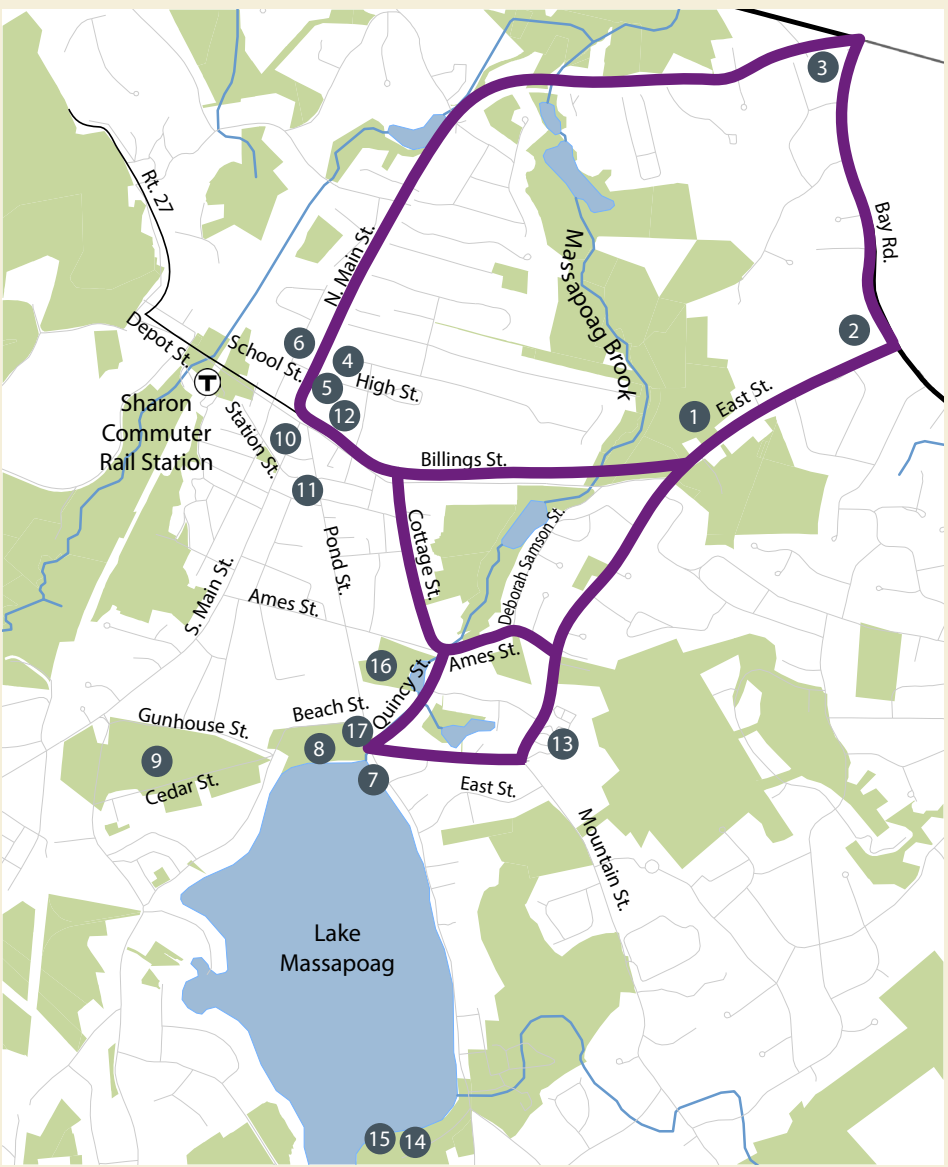 3
Rt. 27
Bay Rd.
N. Main St.
Massapoag Brook
2
6
Depot St.
School St.
4
High St.
5
T
12
1
East St.
Sharon
Commuter
Rail Station
Station St.
10
Billings St.
11
Cottage St.
Deborah Samson St.
Pond St.
S. Main St.
Ames St.
Ames St.
16
Quincy St.
Beach St.
Gunhouse St.
17
8
13
9
Cedar St.
7
East St.
Mountain St.
Lake
Massapoag
15
14